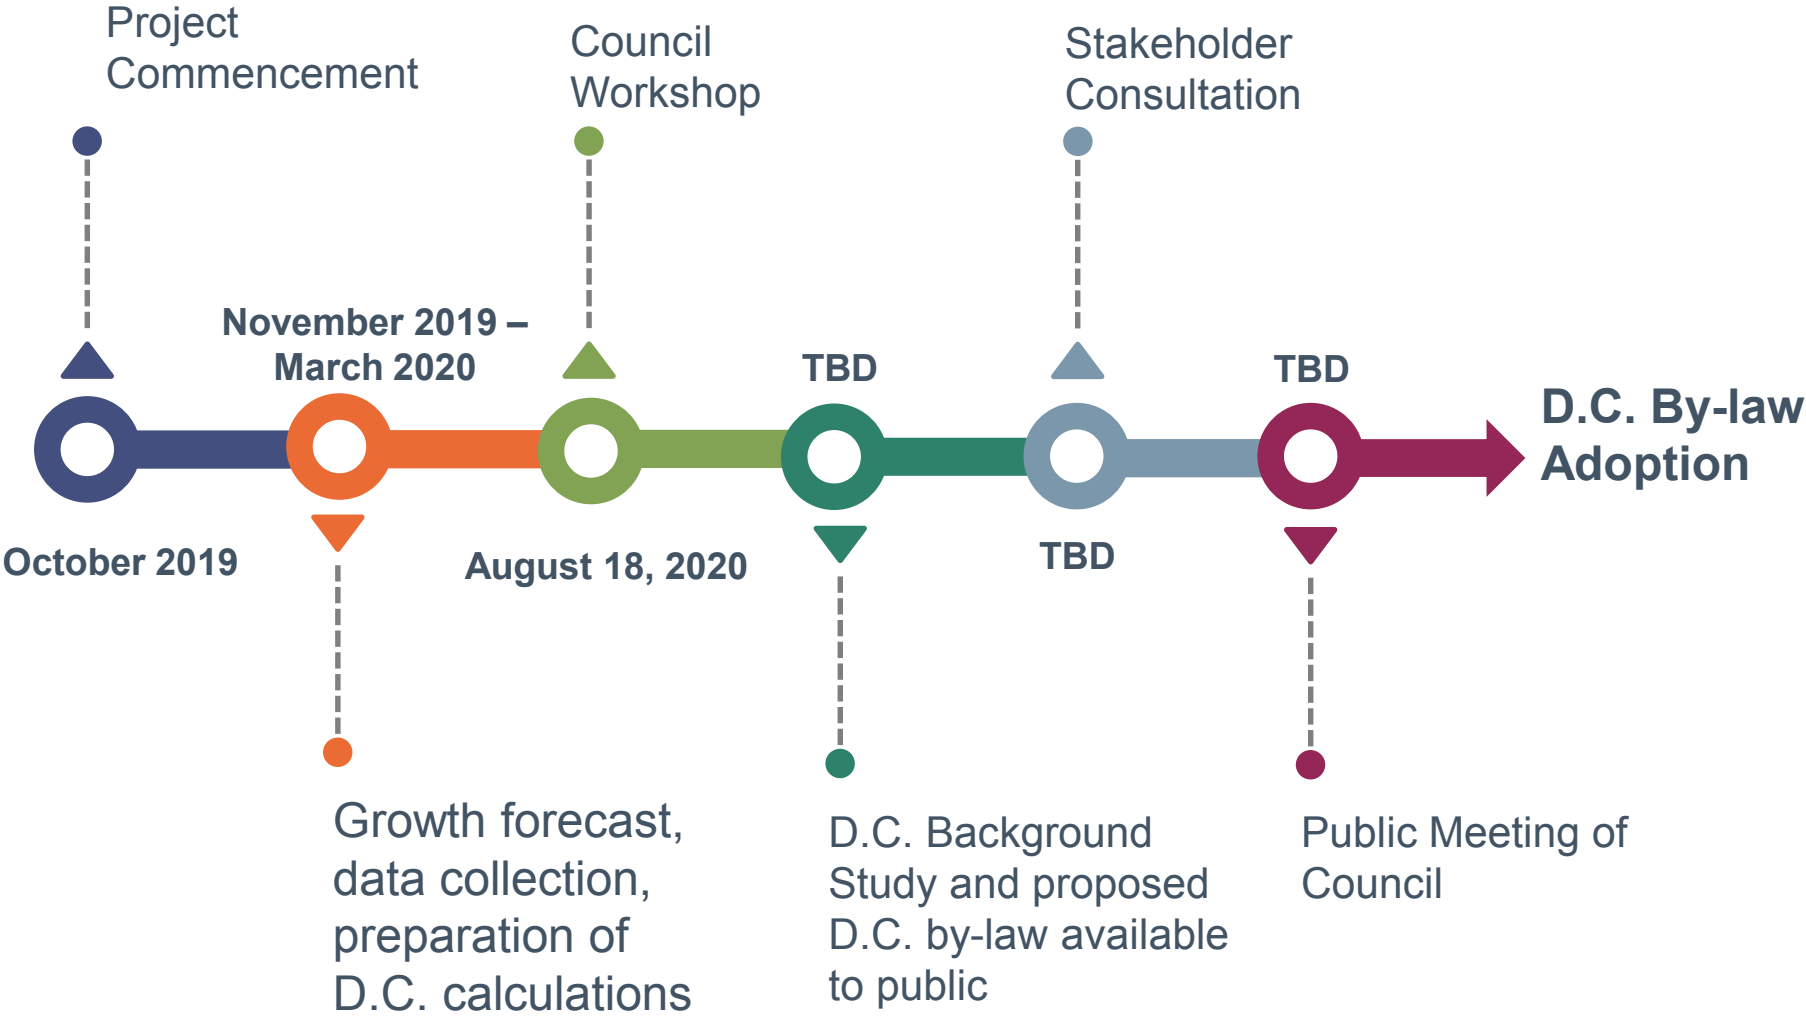 Project
Commencement
Council
Workshop
Stakeholder
Consultation
November 2019 –
March 2020
TBD
TBD
D.C. By-law
Adoption
October 2019
August 18, 2020
TBD
Growth forecast,
data collection,
preparation of
D.C. calculations
D.C. Background
Study and proposed
D.C. by-law available
to public
Public Meeting of
Council